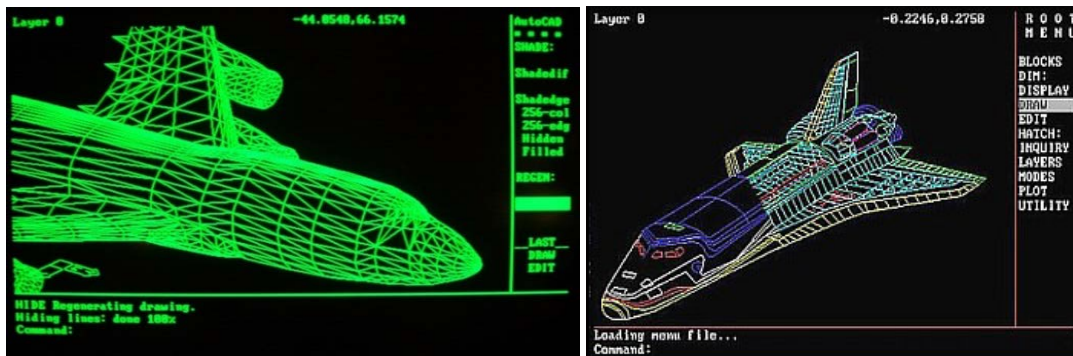 Layer 0
-44.0540,66.1574
AutoCAD
* * * *
SHADE:
Shadedif
Shadedge
256-col
256-edg
Hidden
Filled
REGEN:
LAST
DRAW
EDIT
HIDE Regenerating drawing.
Hiding lines: done 100%
Command:
Layer 0
-0.2246,0.2758
R O O T
M E N U
BLOCKS
DIM:
DISPLAY
DRAW
EDIT
HATCH:
INQUIRY
LAYERS
MODES
PLOT
UTILITY
Loading menu file...
Command: